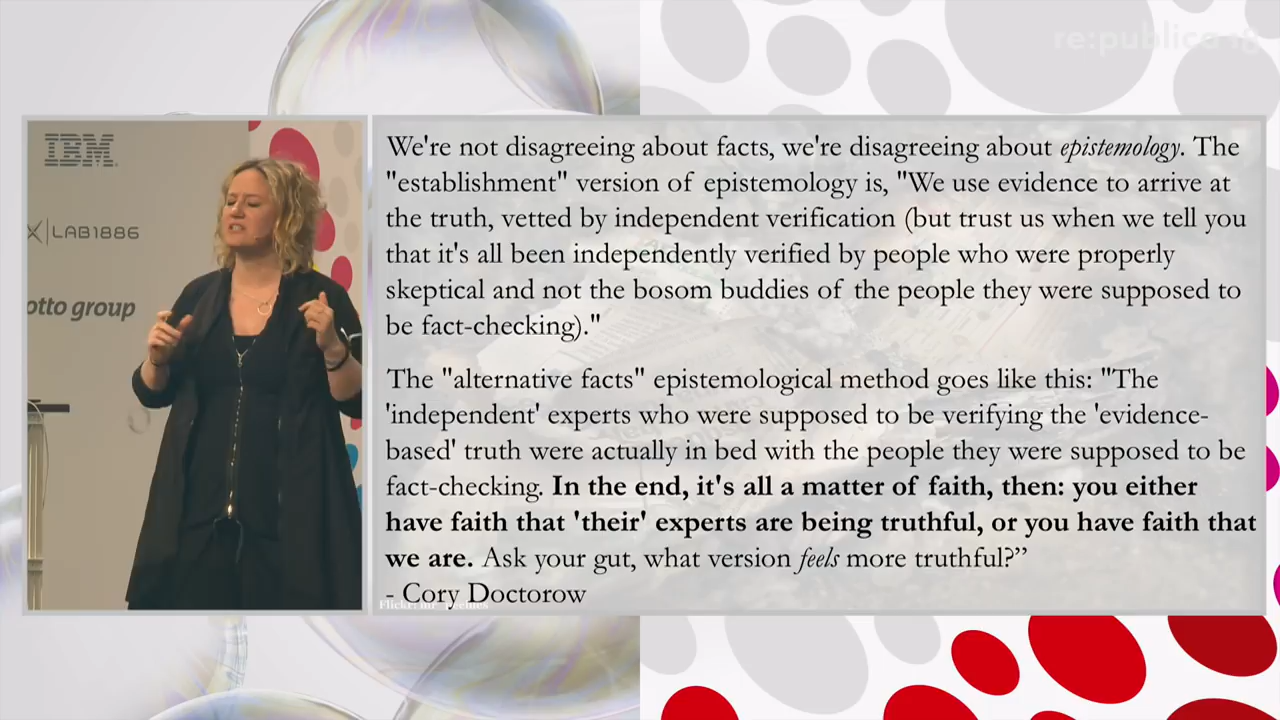 re:publica 18
IBM
X|LAB1886
otto group
We're not disagreeing about facts, we're disagreeing about epistemology. The
"establishment" version of epistemology is, "We use evidence to arrive at
the truth, vetted by independent verification (but trust us when we tell you
that it's all been independently verified by people who were properly
skeptical and not the bosom buddies of the people they were supposed to
be fact-checking)."
The "alternative facts" epistemological method goes like this: "The
'independent' experts who were supposed to be verifying the 'evidence-
based' truth were actually in bed with the people they were supposed to be
fact-checking. In the end, it's all a matter of faith, then: you either
have faith that 'their' experts are being truthful, or you have faith that
we are. Ask your gut, what version feels more truthful?”
- Cory Doctorow